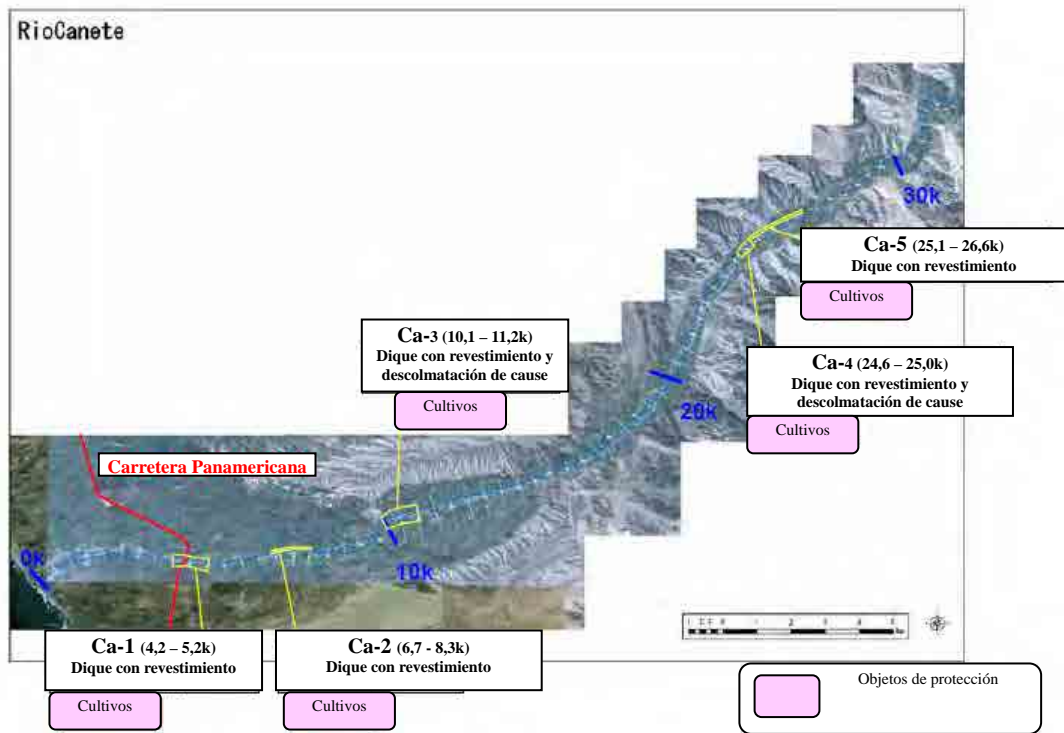 RioCanete
30k
Ca-5 (25,1 – 26,6k)
Dique con revestimiento
Cultivos
Ca-3 (10,1 – 11,2k)
Dique con revestimiento y
descolmatación de cause
Cultivos
Ca-4 (24,6 – 25,0k)
Dique con revestimiento y
descolmatación de cause
Cultivos
20k
Carretera Panamericana
0k
10k
Ca-1 (4,2 – 5,2k)
Dique con revestimiento
Cultivos
Ca-2 (6,7 - 8,3k)
Dique con revestimiento
Cultivos
Objetos de protección